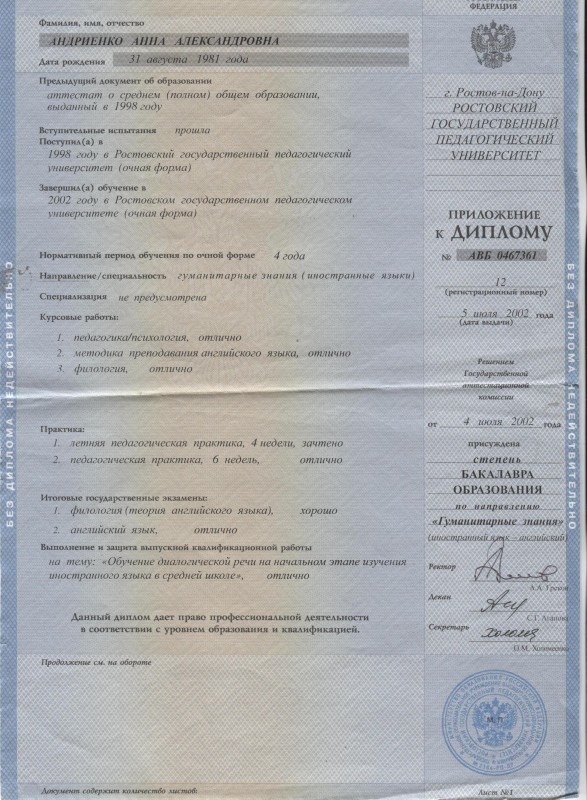 Фамилия, имя, отчество
АНДРИЕНКО АННА АЛЕКСАНДРОВНА
Дата рождения 31 августа 1981 года
Предыдущий документ об образовании
аттестат о среднем (полном) общем образовании,
выданный в 1998 году
Вступительные испытания прошла
Поступил(а) в
1998 году в Ростовский государственный педагогический
университет (очная форма)
Завершил(а) обучение в
2002 году в Ростовском государственном педагогическом
университете (очная форма)
Нормативный период обучения по очной форме 4 года
Направление/специальность гуманитарные знания (иностранные языки)
Специализация не предусмотрена
Курсовые работы:
1. педагогика/психология, отлично
2. методика преподавания английского языка, отлично
3. филология, отлично
Практика:
1. летняя педагогическая практика, 4 недели, зачтено
2. педагогическая практика, 6 недель, отлично
Итоговые государственные экзамены:
1. филология (теория английского языка), хорошо
2. английский язык, отлично
Выполнение и защита выпускной квалификационной работы
на тему: «Обучение диалогической речи на начальном этапе изучения
иностранного языка в средней школе», отлично
Данный диплом дает право профессиональной деятельности
в соответствии с уровнем образования и квалификацией.
Продолжение см. на обороте
Документ содержит количество листов:
ФЕДЕРАЦИЯ
г. Ростов-на-Дону
РОСТОВСКИЙ
ГОСУДАРСТВЕННЫЙ
ПЕДАГОГИЧЕСКИЙ
УНИВЕРСИТЕТ
ПРИЛОЖЕНИЕ
К ДИПЛОМУ
№ АВБ 0467361
12
(регистрационный номер)
5 июля 2002 года
(дата выдачи)
Решением
Государственной
аттестационной
комиссии
от 4 июля 2002 года
присуждена
степень
БАКАЛАВРА
ОБРАЗОВАНИЯ
по направлению
«Гуманитарные знания»
(иностранный язык – английский)
Ректор
Декан
Секретарь
М.П.
Лист №1
БЕЗ ДИПЛОМА НЕДЕЙСТВИТЕЛЬНО
БЕЗ ДИПЛОМА НЕДЕЙСТВИТЕЛЬНО